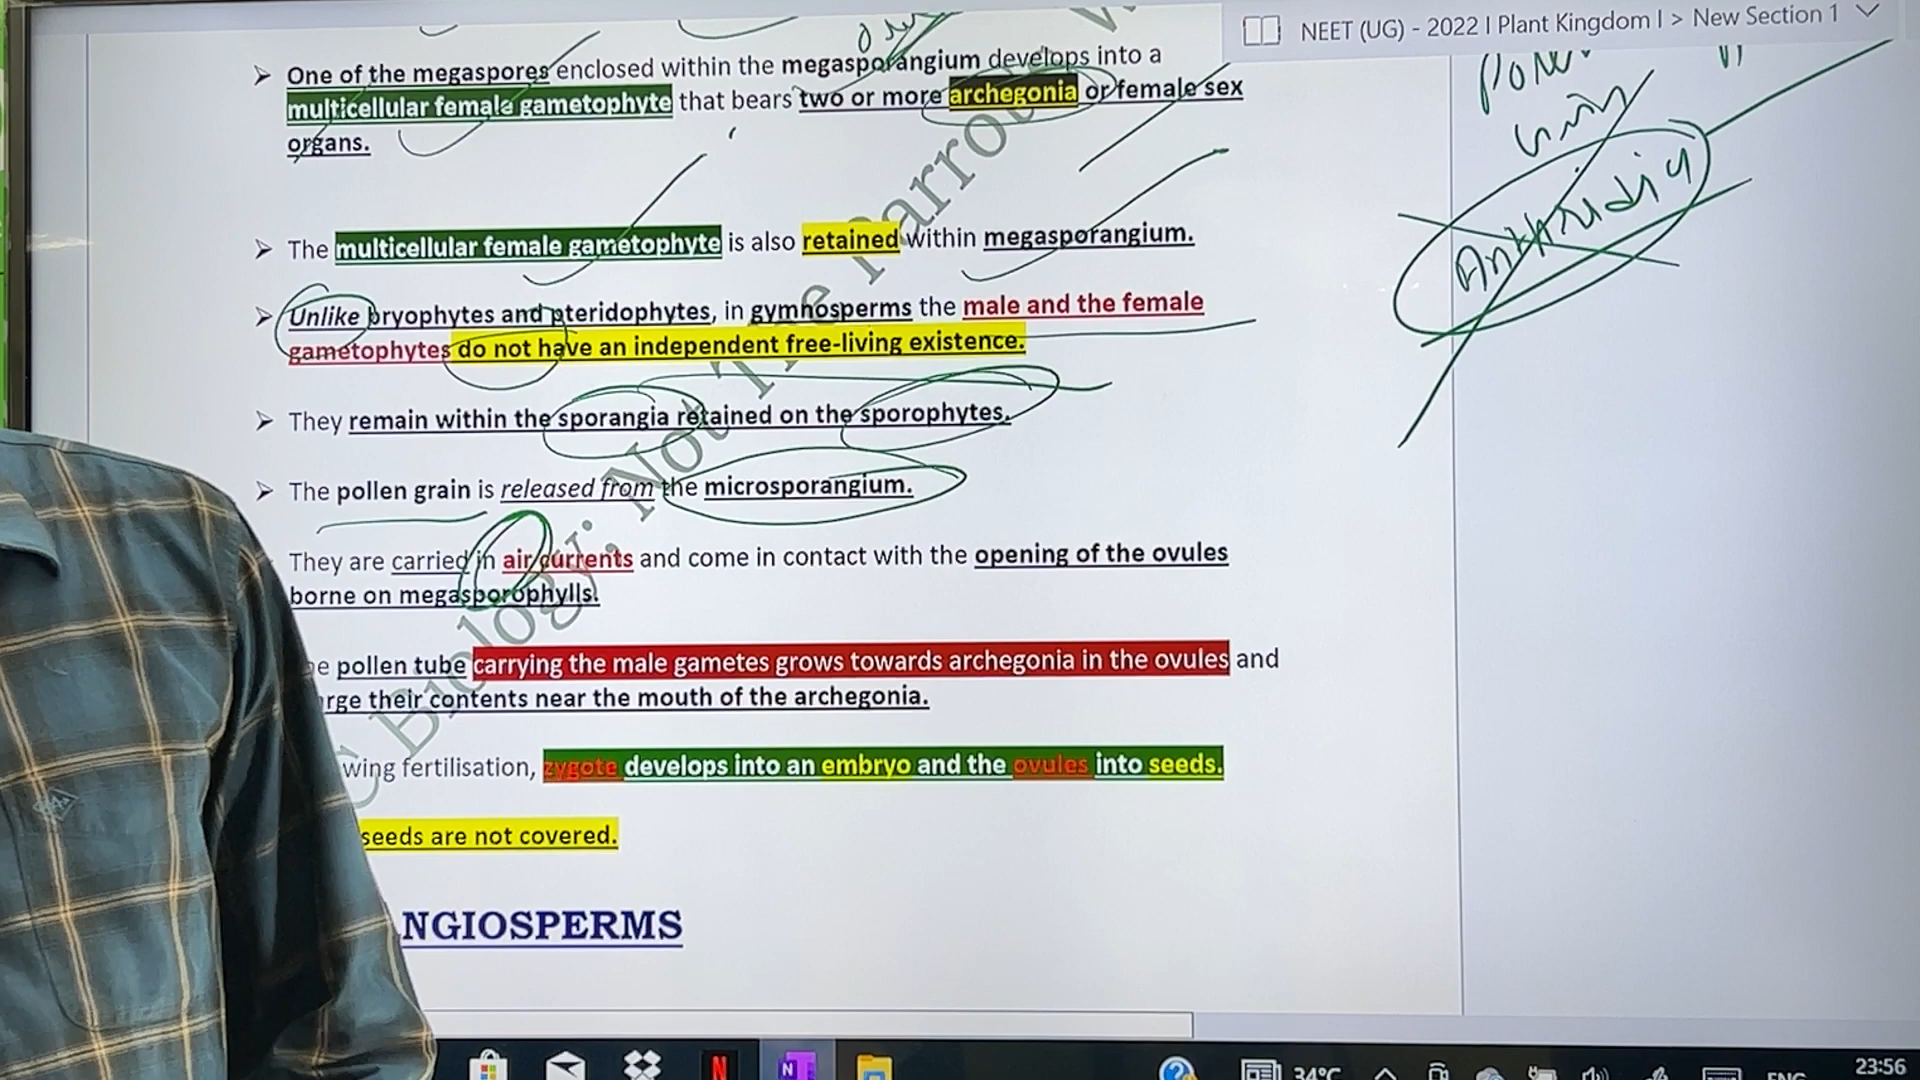 NEET (UG) - 2022 I Plant Kingdom I > New Section 1
➢ One of the megaspores enclosed within the megasporangium develops into a
multicellular female gametophyte that bears two or more archegonia or female sex
organs.
➢ The multicellular female gametophyte is also retained within megasporangium.
➢ Unlike bryophytes and pteridophytes, in gymnosperms the male and the female
gametophytes do not have an independent free-living existence.
➢ They remain within the sporangia retained on the sporophytes.
➢ The pollen grain is released from the microsporangium.
They are carried in air currents and come in contact with the opening of the ovules
borne on megasporophylls.
pollen tube carrying the male gametes grows towards archegonia in the ovules and
rge their contents near the mouth of the archegonia.
wing fertilisation, zygote develops into an embryo and the ovules into seeds.
seeds are not covered.
NGIOSPERMS
Biology: Not The
34°C
ENG
23:56